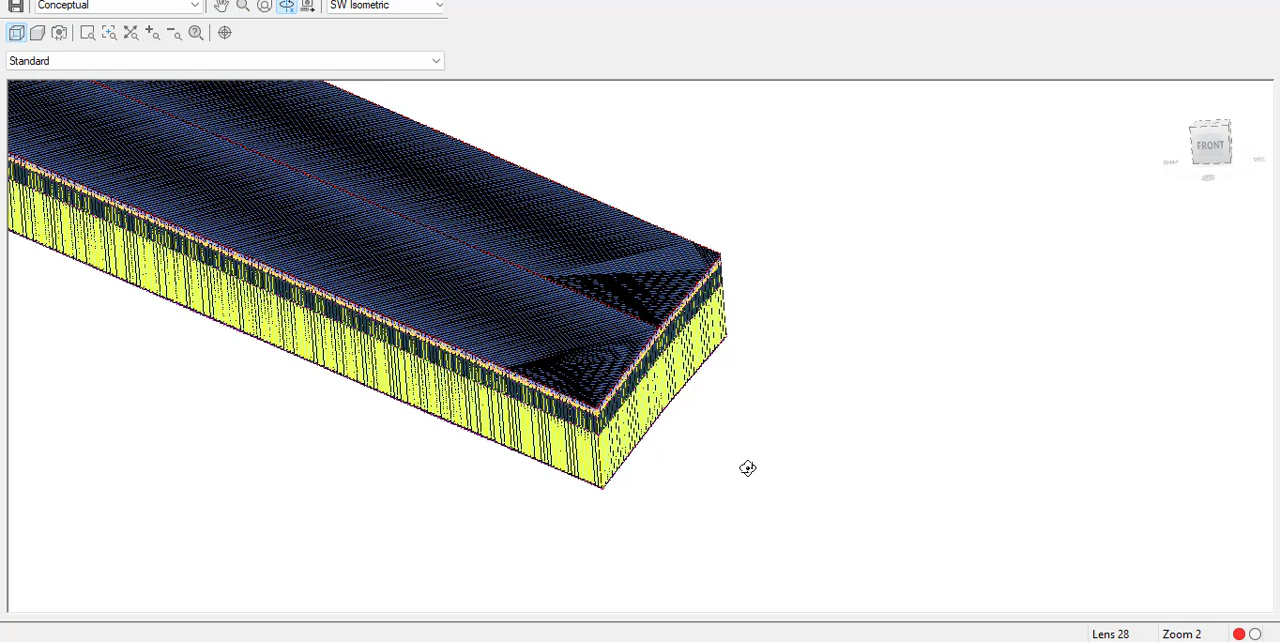 Conceptual
SW Isometric
Standard
FRONT
Lens 28
Zoom 2